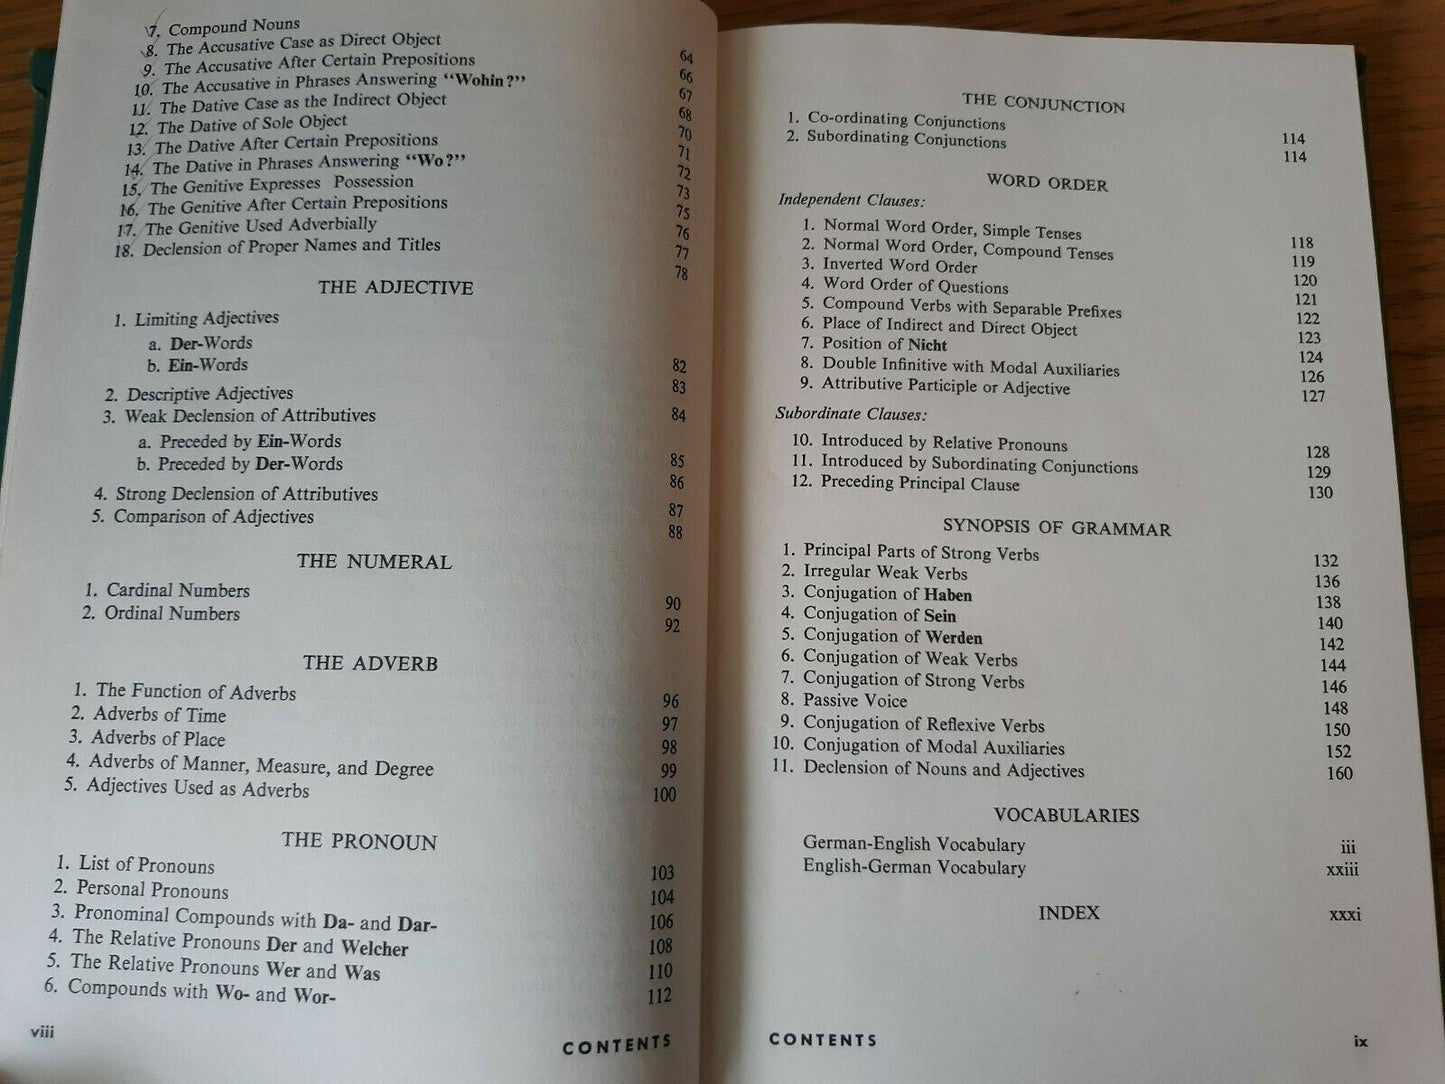 7. Compound Nouns 64
8. The Accusative Case as Direct Object 66
9. The Accusative After Certain Prepositions 67
10. The Accusative in Phrases Answering “Wohin?” 68
11. The Dative Case as the Indirect Object 70
12. The Dative of Sole Object 71
13. The Dative After Certain Prepositions 72
14. The Dative in Phrases Answering “Wo?” 73
15. The Genitive Expresses Possession 75
16. The Genitive After Certain Prepositions 76
17. The Genitive Used Adverbially 77
18. Declension of Proper Names and Titles 78
THE ADJECTIVE
1. Limiting Adjectives
a. Der-Words 82
b. Ein-Words 83
2. Descriptive Adjectives 84
3. Weak Declension of Attributives
a. Preceded by Ein-Words 85
b. Preceded by Der-Words 86
4. Strong Declension of Attributives 87
5. Comparison of Adjectives 88
THE NUMERAL
1. Cardinal Numbers 90
2. Ordinal Numbers 92
THE ADVERB
1. The Function of Adverbs 96
2. Adverbs of Time 97
3. Adverbs of Place 98
4. Adverbs of Manner, Measure, and Degree 99
5. Adjectives Used as Adverbs 100
THE PRONOUN
1. List of Pronouns 103
2. Personal Pronouns 104
3. Pronominal Compounds with Da- and Dar- 106
4. The Relative Pronouns Der and Welcher 108
5. The Relative Pronouns Wer and Was 110
6. Compounds with Wo- and Wor- 112
viii CONTENTS
THE CONJUNCTION
1. Co-ordinating Conjunctions 114
2. Subordinating Conjunctions 114
WORD ORDER
Independent Clauses:
1. Normal Word Order, Simple Tenses 118
2. Normal Word Order, Compound Tenses 119
3. Inverted Word Order 120
4. Word Order of Questions 121
5. Compound Verbs with Separable Prefixes 122
6. Place of Indirect and Direct Object 123
7. Position of Nicht 124
8. Double Infinitive with Modal Auxiliaries 126
9. Attributive Participle or Adjective 127
Subordinate Clauses:
10. Introduced by Relative Pronouns 128
11. Introduced by Subordinating Conjunctions 129
12. Preceding Principal Clause 130
SYNOPSIS OF GRAMMAR
1. Principal Parts of Strong Verbs 132
2. Irregular Weak Verbs 136
3. Conjugation of Haben 138
4. Conjugation of Sein 140
5. Conjugation of Werden 142
6. Conjugation of Weak Verbs 144
7. Conjugation of Strong Verbs 146
8. Passive Voice 148
9. Conjugation of Reflexive Verbs 150
10. Conjugation of Modal Auxiliaries 152
11. Declension of Nouns and Adjectives 160
VOCABULARIES
German-English Vocabulary iii
English-German Vocabulary xxiii
INDEX xxxi
CONTENTS ix